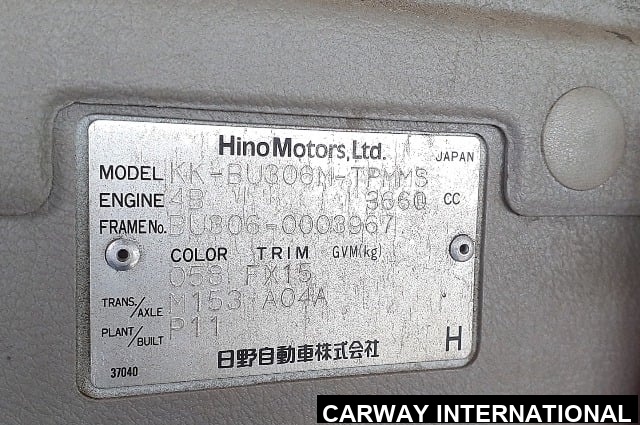 Hino Motors, Ltd. JAPAN
MODEL KK-BU306M-TPMMS
ENGINE 4B 3660 CC
FRAME No. BU306-0003967
COLOR TRIM GVM(kg)
058 FX15
TRANS./AXLE M153 A04A
PLANT/BUILT P11
日野自動車株式会社 H
37040
CARWAY INTERNATIONAL